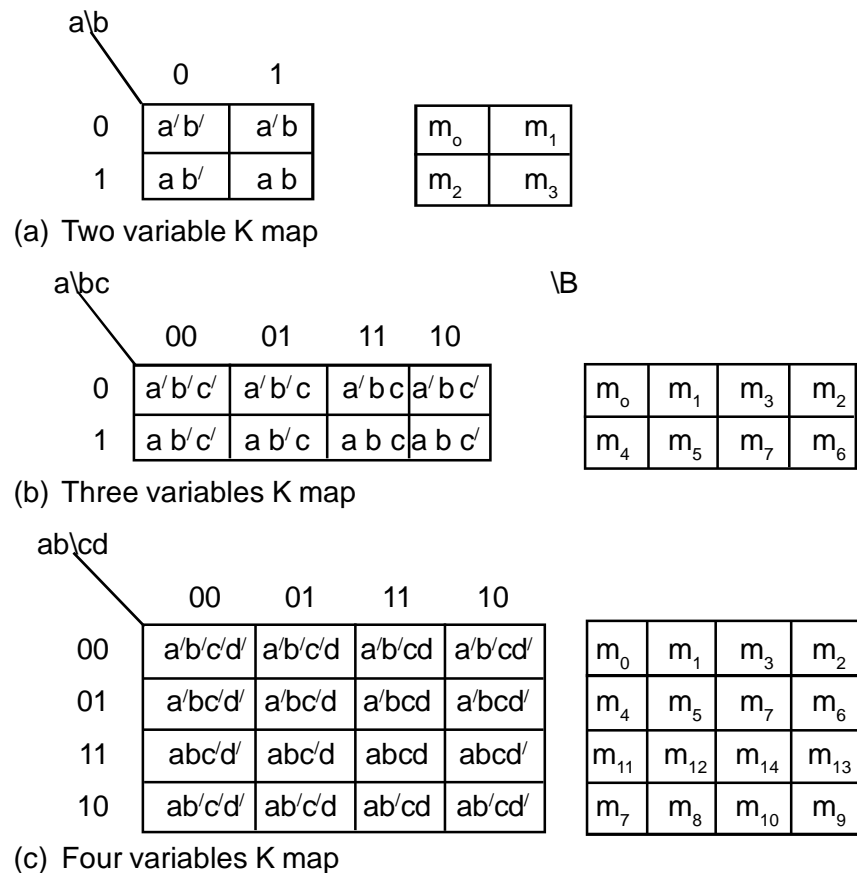 a\b
0 1
0 a/ b/ a/ b m₀ m₁
1 a b/ a b m₂ m₃
(a) Two variable K map
a\bc \B
00 01 11 10
0 a/ b/ c/ a/ b/ c a/ b c a/ b c/ m₀ m₁ m₃ m₂
1 a b/ c/ a b/ c a b c a b c/ m₄ m₅ m₇ m₆
(b) Three variables K map
ab\cd
00 01 11 10
00 a/b/c/d/ a/b/c/d a/b/cd a/b/cd/ m₀ m₁ m₃ m₂
01 a/bc/d/ a/bc/d a/bcd a/bcd/ m₄ m₅ m₇ m₆
11 abc/d/ abc/d abcd abcd/ m₁₁ m₁₂ m₁₄ m₁₃
10 ab/c/d/ ab/c/d ab/cd ab/cd/ m₇ m₈ m₁₀ m₉
(c) Four variables K map